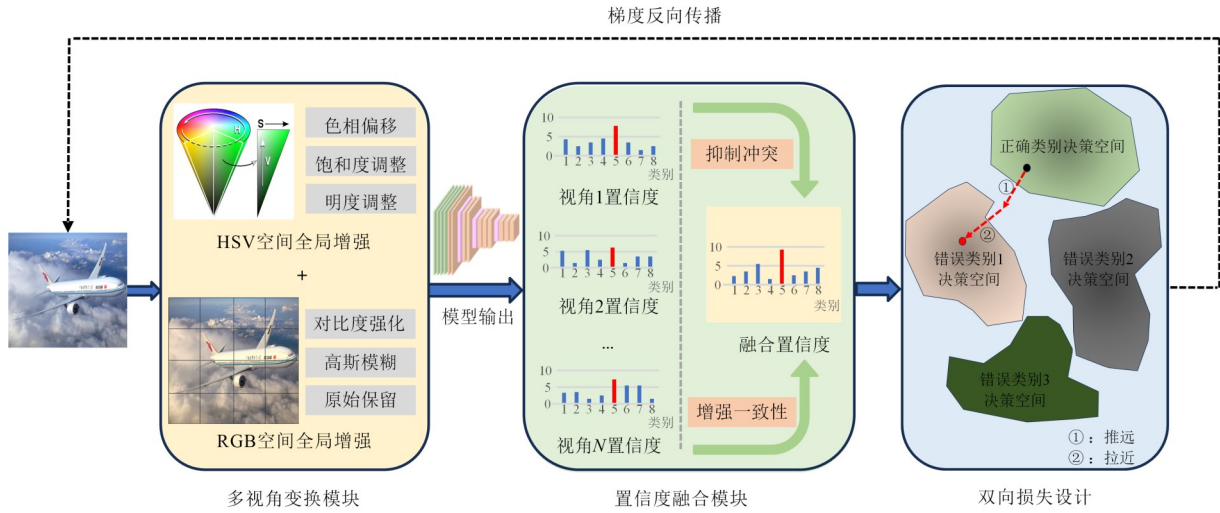 梯度反向传播
H
S
V
色相偏移
饱和度调整
明度调整
HSV空间全局增强
+
对比度强化
高斯模糊
原始保留
RGB空间全局增强
多视角变换模块
模型输出
10
5
0
1 2 3 4 5 6 7 8
类别
视角1置信度
10
5
0
1 2 3 4 5 6 7 8
类别
视角2置信度
...
10
5
0
1 2 3 4 5 6 7 8
类别
视角N置信度
抑制冲突
10
5
0
1 2 3 4 5 6 7 8
类别
融合置信度
增强一致性
置信度融合模块
正确类别决策空间
①
②
错误类别1
决策空间
错误类别2
决策空间
错误类别3
决策空间
①：推远
②：拉近
双向损失设计